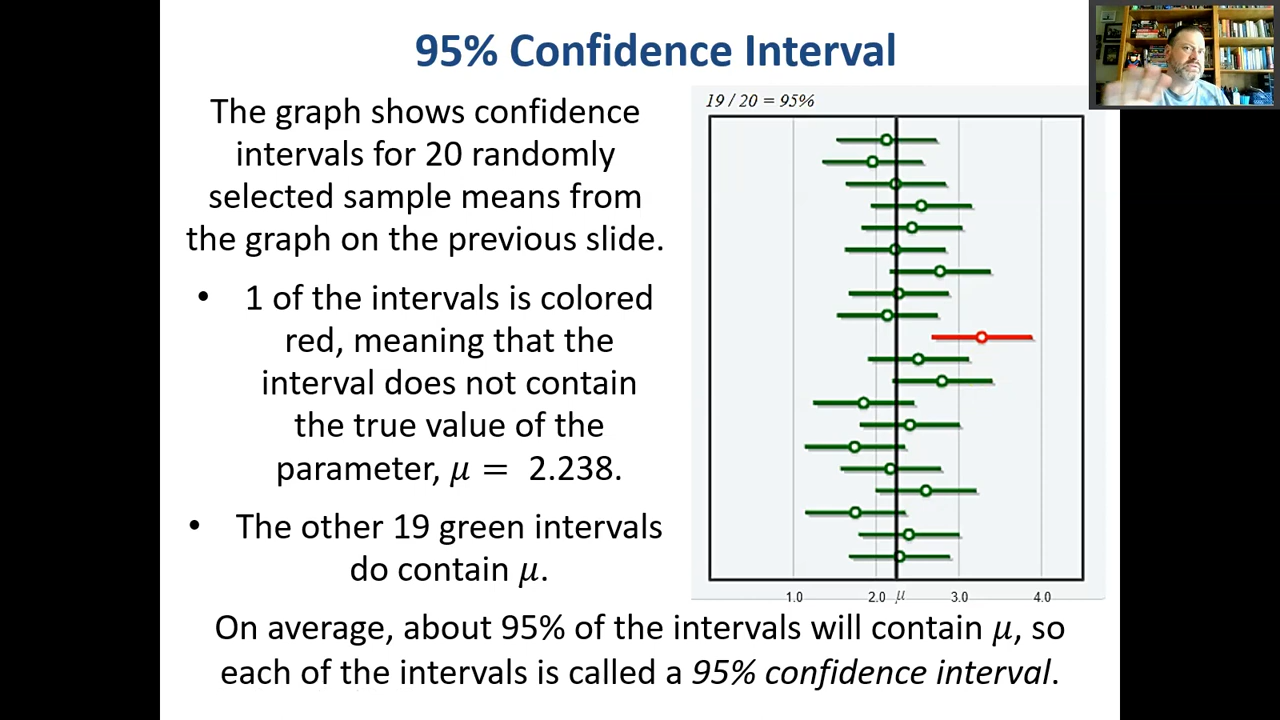 95% Confidence Interval
The graph shows confidence
intervals for 20 randomly
selected sample means from
the graph on the previous slide.
• 1 of the intervals is colored
red, meaning that the
interval does not contain
the true value of the
parameter, 𝜇 = 2.238.
• The other 19 green intervals
do contain 𝜇.
19 / 20 = 95%
1.0 2.0 μ 3.0 4.0
On average, about 95% of the intervals will contain 𝜇, so
each of the intervals is called a 95% confidence interval.